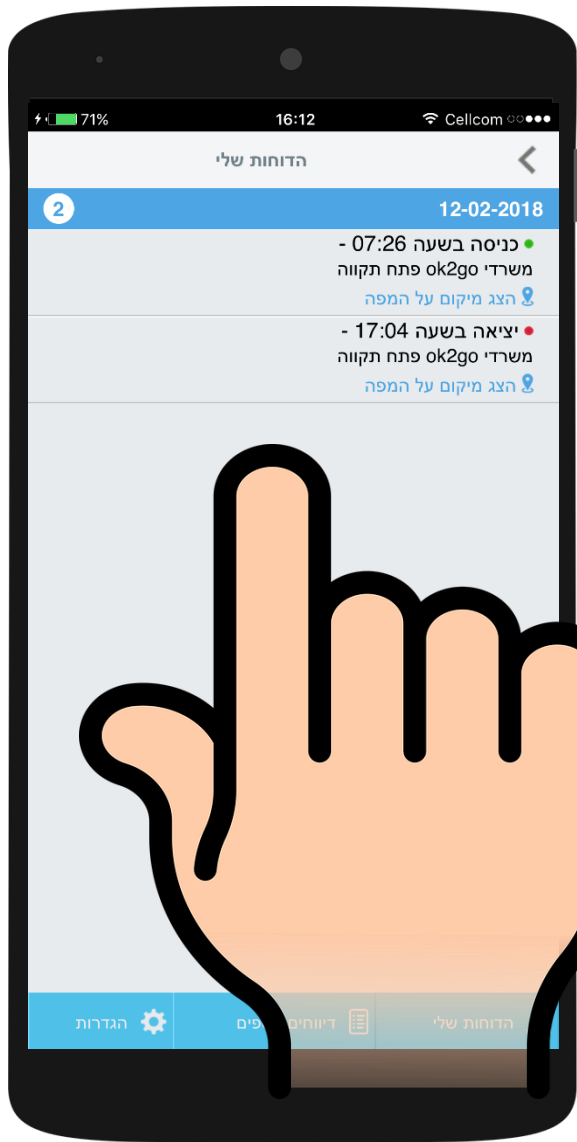 71% 16:12 Cellcom
הדוחות שלי
12-02-2018 2
כניסה בשעה 07:26 -
משרדי ok2go פתח תקווה
הצג מיקום על המפה
יציאה בשעה 17:04 -
משרדי ok2go פתח תקווה
הצג מיקום על המפה
הדוחות שלי
דיווחים
הגדרות